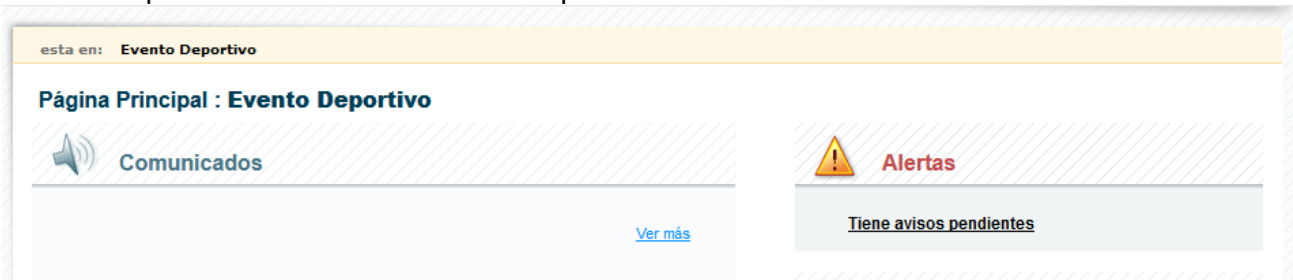 esta en: Evento Deportivo
Página Principal : Evento Deportivo
Comunicados
Ver más
Alertas
Tiene avisos pendientes